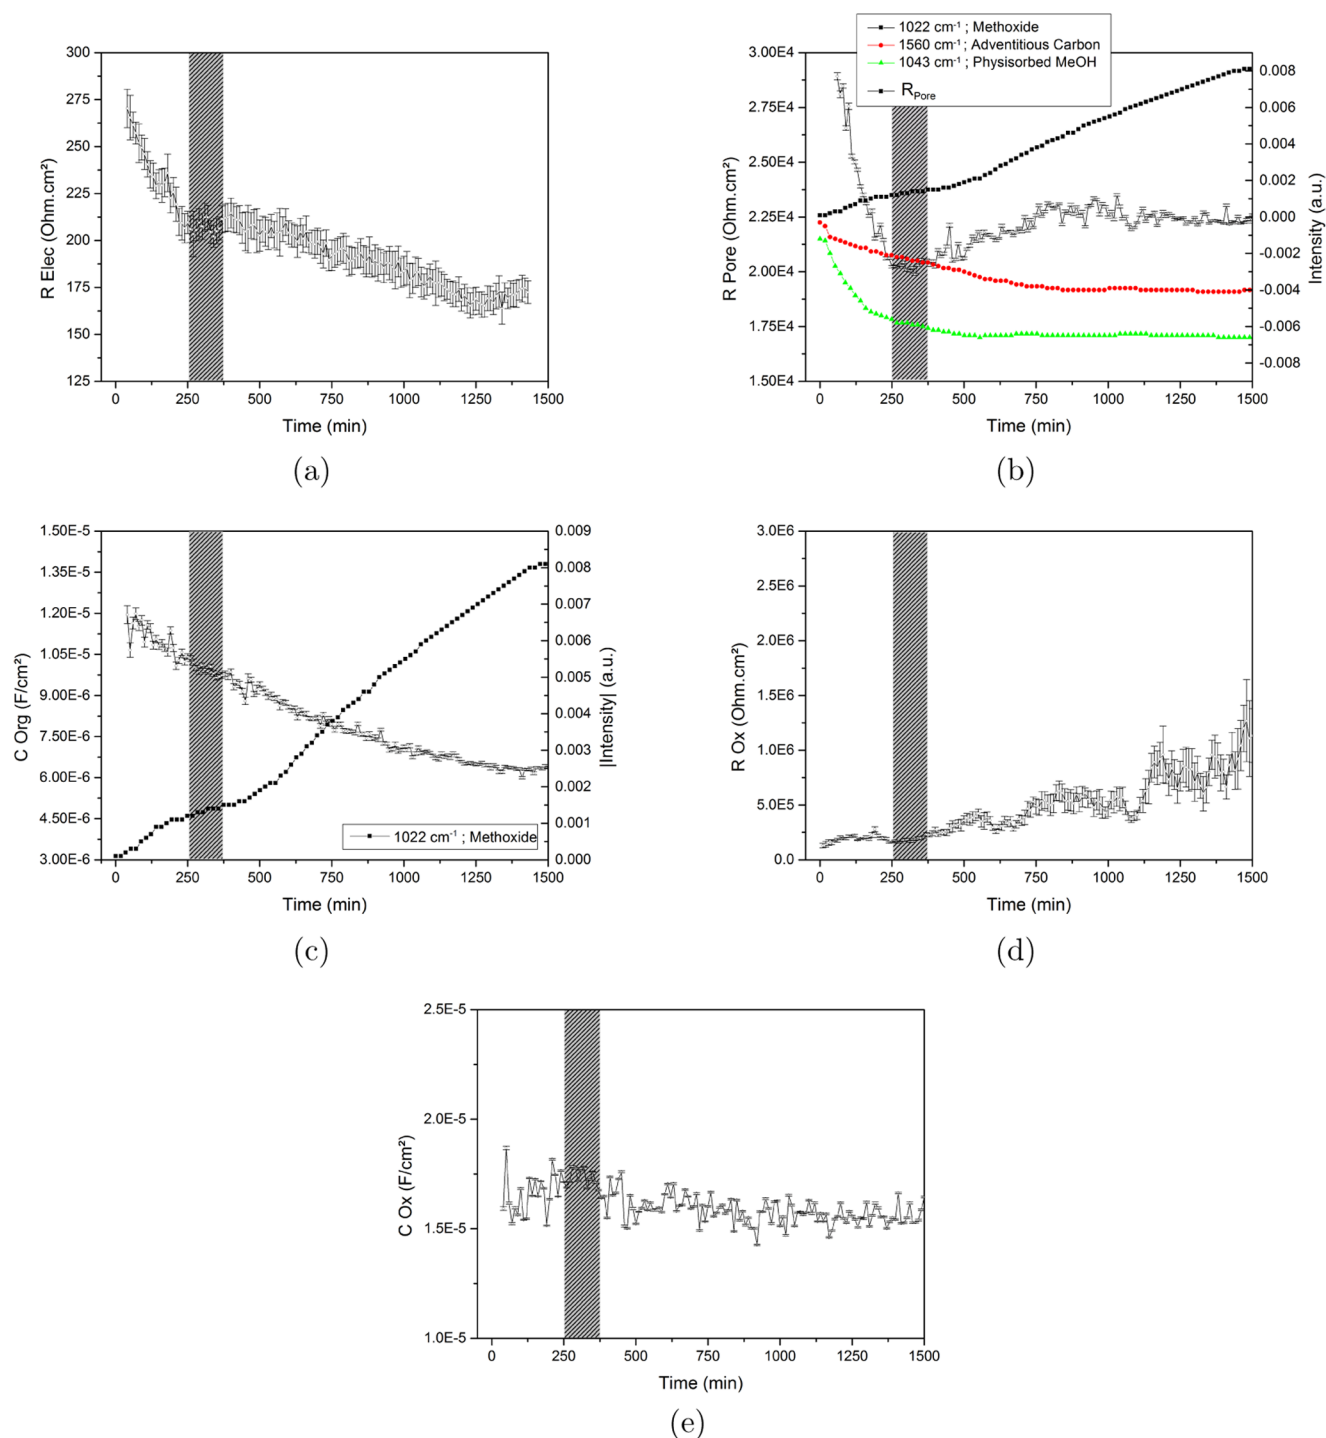 300
275
250
225
200
175
150
125
R Elec (Ohm.cm²)
0 250 500 750 1000 1250 1500
Time (min)
(a)
1022 cm⁻¹ ; Methoxide
1560 cm⁻¹ ; Adventitious Carbon
1043 cm⁻¹ ; Physisorbed MeOH
R Pore
3.00E4
2.75E4
2.50E4
2.25E4
2.00E4
1.75E4
1.50E4
R Pore (Ohm.cm²)
0.008
0.006
0.004
0.002
0.000
-0.002
-0.004
-0.006
-0.008
Intensity (a.u.)
0 250 500 750 1000 1250 1500
Time (min)
(b)
1.50E-5
1.35E-5
1.20E-5
1.05E-5
9.00E-6
7.50E-6
6.00E-6
4.50E-6
3.00E-6
C Org (F/cm²)
0.009
0.008
0.007
0.006
0.005
0.004
0.003
0.002
0.001
0.000
|Intensity| (a.u.)
1022 cm⁻¹ ; Methoxide
0 250 500 750 1000 1250 1500
Time (min)
(c)
3.0E6
2.5E6
2.0E6
1.5E6
1.0E6
5.0E5
0.0
R Ox (Ohm.cm²)
0 250 500 750 1000 1250 1500
Time (min)
(d)
2.5E-5
2.0E-5
1.5E-5
1.0E-5
C Ox (F/cm²)
0 250 500 750 1000 1250 1500
Time (min)
(e)